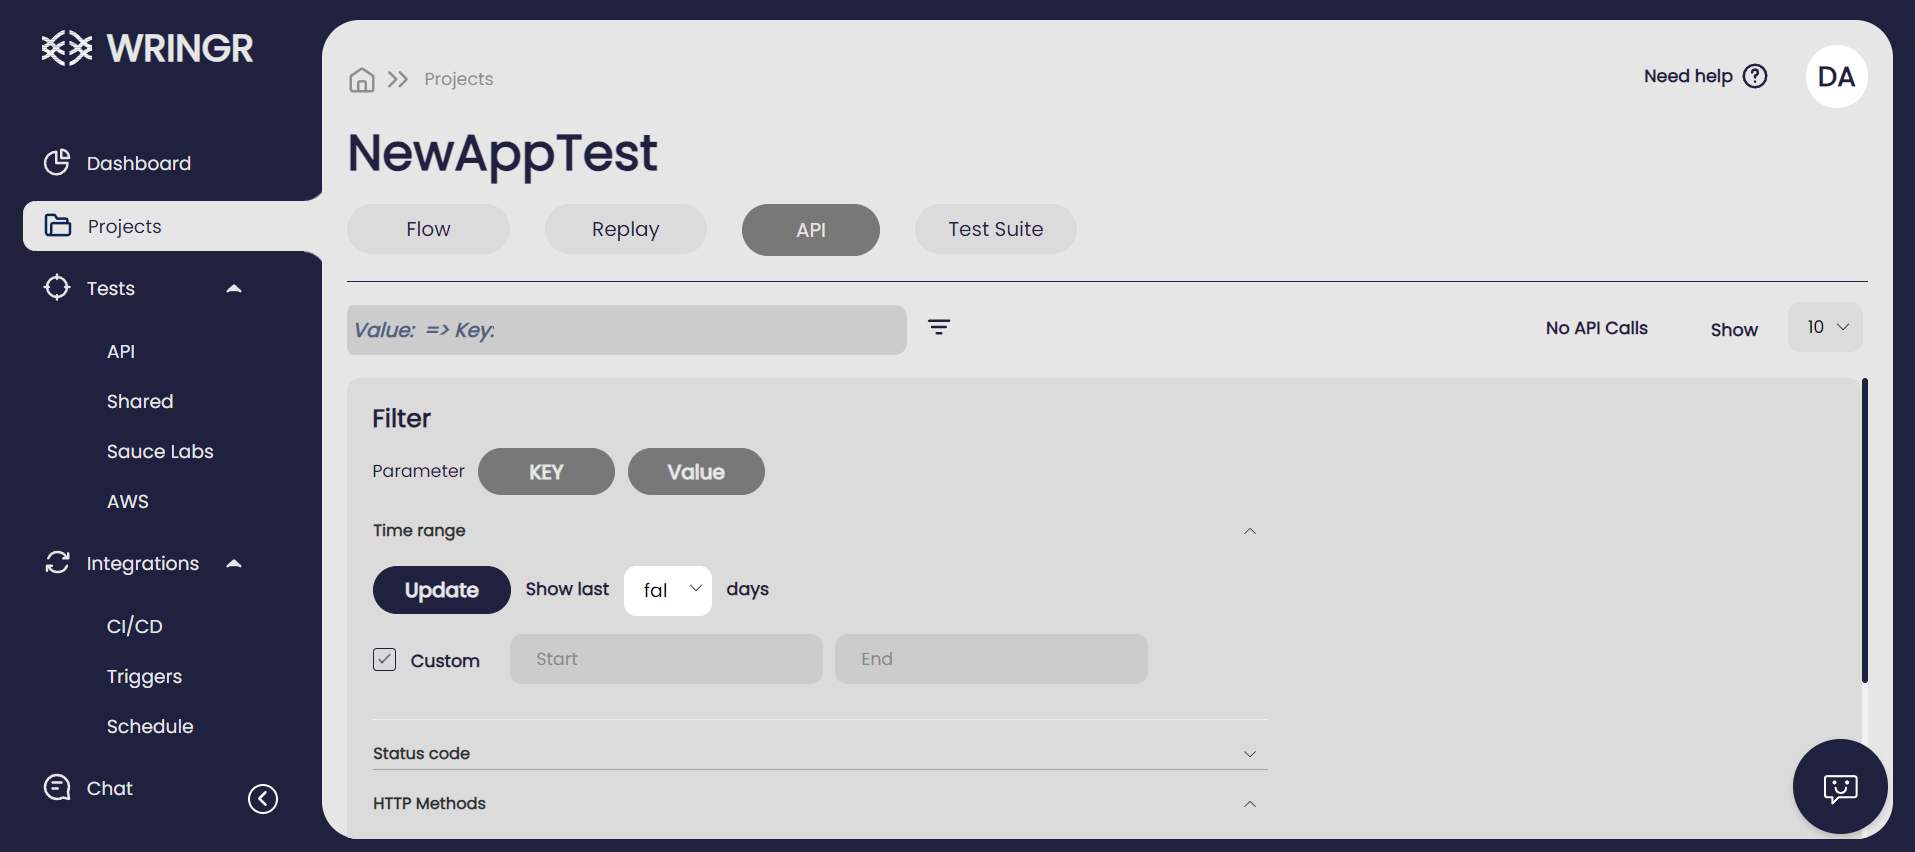 WRINGR
Dashboard
Projects
Tests
API
Shared
Sauce Labs
AWS
Integrations
CI/CD
Triggers
Schedule
Chat
Projects
Need help
DA
NewAppTest
Flow Replay API Test Suite
Value: => Key:
No API Calls Show 10
Filter
Parameter KEY Value
Time range
Update Show last fal days
Custom Start End
Status code
HTTP Methods